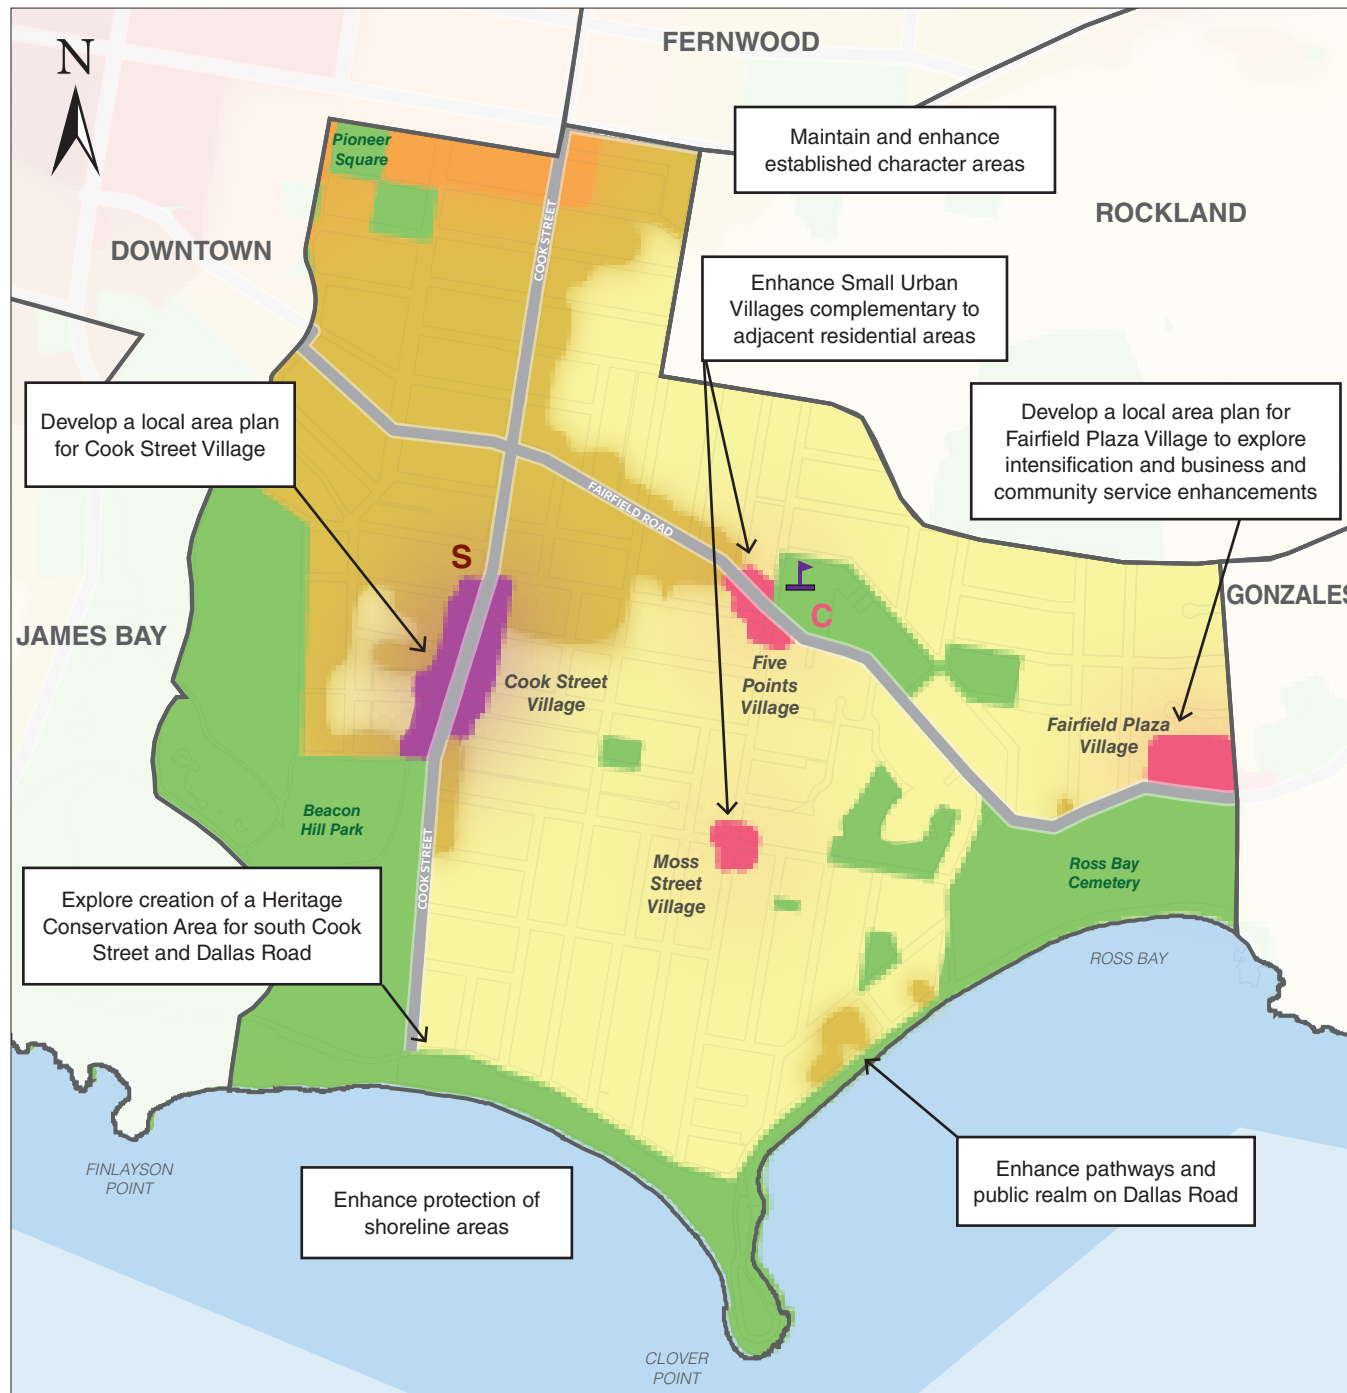 FERNWOOD
N
Maintain and enhance
established character areas
Pioneer
Square
ROCKLAND
COOK STREET
DOWNTOWN
Enhance Small Urban
Villages complementary to
adjacent residential areas
Develop a local area plan
for Cook Street Village
Develop a local area plan for
Fairfield Plaza Village to explore
intensification and business and
community service enhancements
FAIRFIELD ROAD
S
GONZALES
C
JAMES BAY
Five
Points
Village
Cook Street
Village
Fairfield Plaza
Village
Beacon
Hill Park
COOK STREET
Moss
Street
Village
Ross Bay
Cemetery
Explore creation of a Heritage
Conservation Area for south Cook
Street and Dallas Road
ROSS BAY
FINLAYSON
POINT
Enhance protection of
shoreline areas
Enhance pathways and
public realm on Dallas Road
CLOVER
POINT